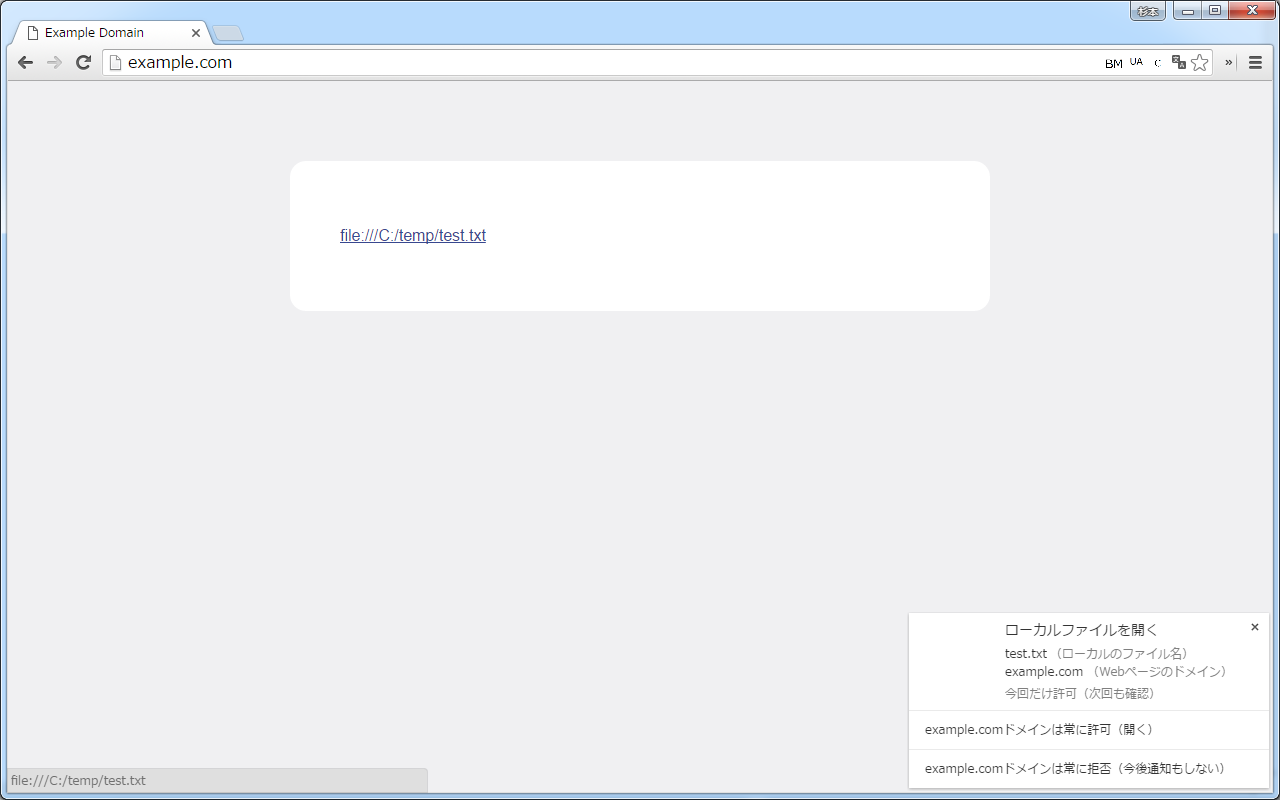 杉本
Example Domain
example.com
BM UA C
file:///C:/temp/test.txt
ローカルファイルを開く
test.txt （ローカルのファイル名）
example.com （Webページのドメイン）
今回だけ許可（次回も確認）
example.comドメインは常に許可（開く）
example.comドメインは常に拒否（今後通知もしない）
file:///C:/temp/test.txt